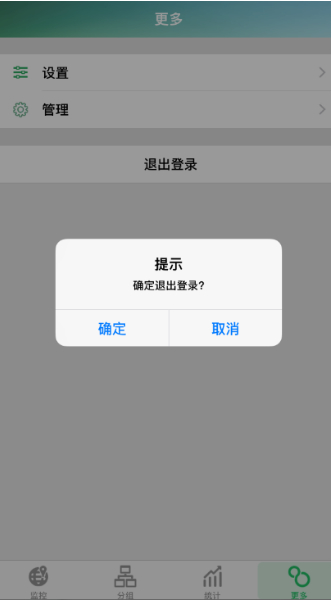 更多
设置
管理
退出登录
提示
确定退出登录?
确定 取消
监控 分组 统计 更多